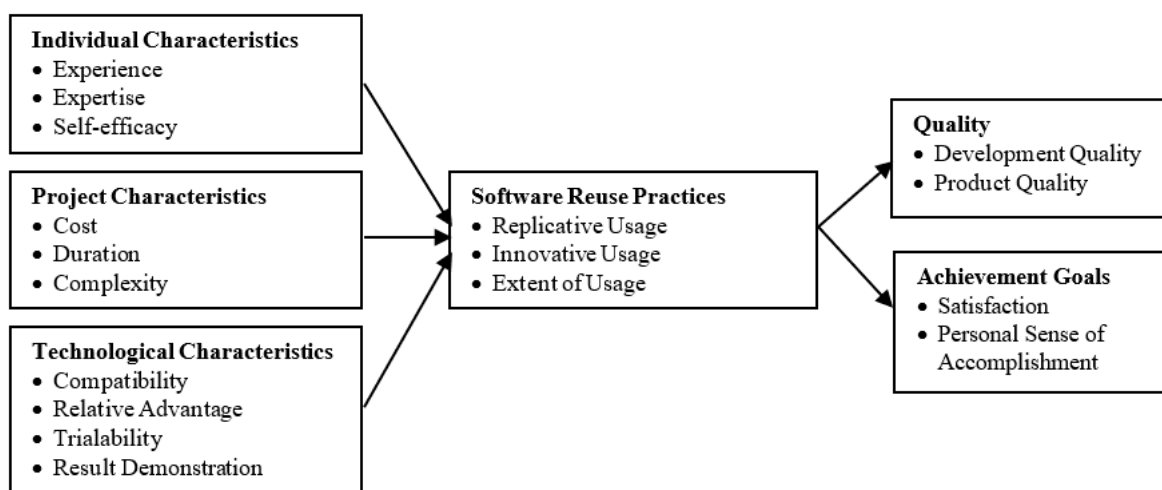 Individual Characteristics
• Experience
• Expertise
• Self-efficacy
Project Characteristics
• Cost
• Duration
• Complexity
Technological Characteristics
• Compatibility
• Relative Advantage
• Trialability
• Result Demonstration
Software Reuse Practices
• Replicative Usage
• Innovative Usage
• Extent of Usage
Quality
• Development Quality
• Product Quality
Achievement Goals
• Satisfaction
• Personal Sense of
Accomplishment